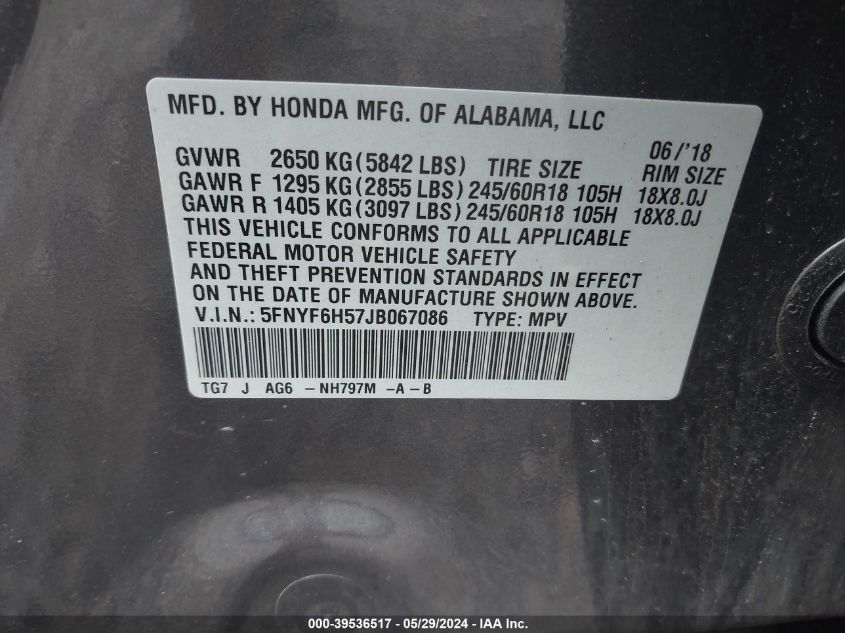 MFD. BY HONDA MFG. OF ALABAMA, LLC
06/'18
GVWR 2650 KG(5842 LBS) TIRE SIZE RIM SIZE
GAWR F 1295 KG(2855 LBS) 245/60R18 105H 18X8.0J
GAWR R 1405 KG(3097 LBS) 245/60R18 105H 18X8.0J
THIS VEHICLE CONFORMS TO ALL APPLICABLE
FEDERAL MOTOR VEHICLE SAFETY
AND THEFT PREVENTION STANDARDS IN EFFECT
ON THE DATE OF MANUFACTURE SHOWN ABOVE.
V.I.N.: 5FNYF6H57JB067086 TYPE: MPV
TG7 J AG6 -NH797M -A-B
000-39536517 — 05/29/2024 — IAA Inc.